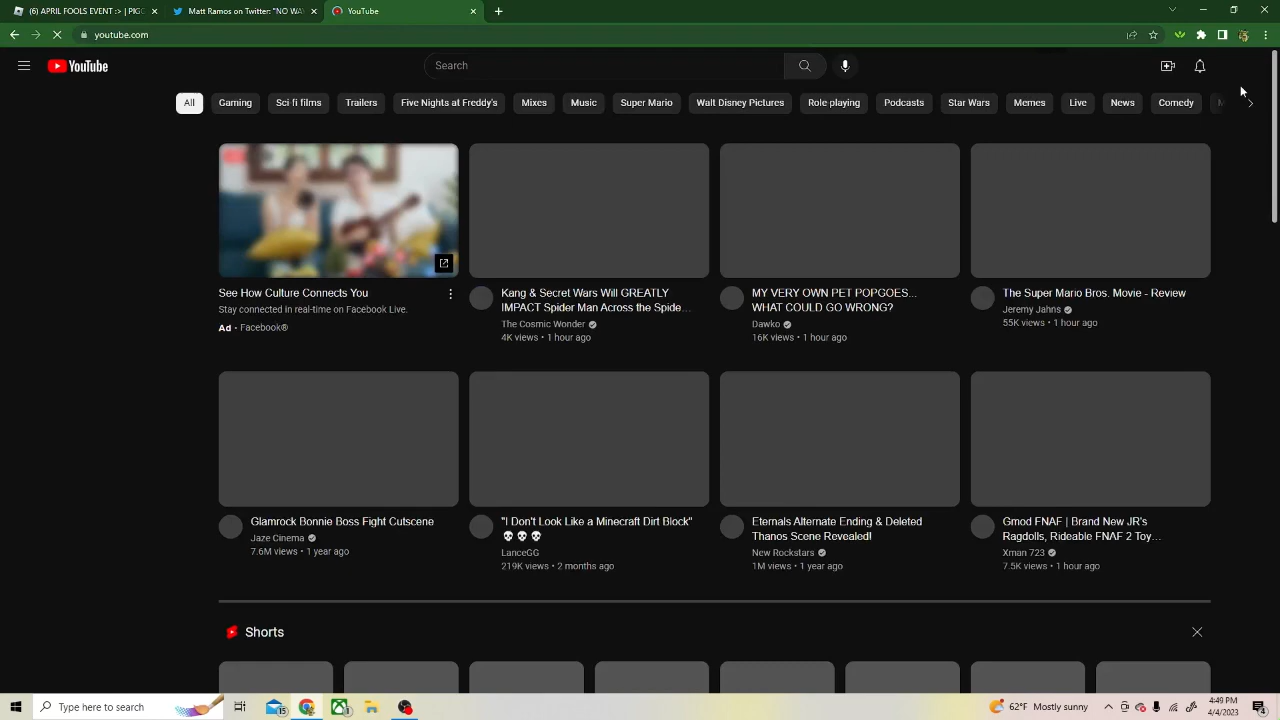 (6) APRIL FOOLS EVENT :> | PIGC
Matt Ramos on Twitter: "NO WA
YouTube
youtube.com
YouTube
Search
All
Gaming
Sci fi films
Trailers
Five Nights at Freddy's
Mixes
Music
Super Mario
Walt Disney Pictures
Role playing
Podcasts
Star Wars
Memes
Live
News
Comedy
See How Culture Connects You
Stay connected in real-time on Facebook Live.
Ad • Facebook®
Kang & Secret Wars Will GREATLY
IMPACT Spider Man Across the Spide…
The Cosmic Wonder
4K views • 1 hour ago
MY VERY OWN PET POPGOES...
WHAT COULD GO WRONG?
Dawko
16K views • 1 hour ago
The Super Mario Bros. Movie - Review
Jeremy Jahns
55K views • 1 hour ago
Glamrock Bonnie Boss Fight Cutscene
Jaze Cinema
7.6M views • 1 year ago
"I Don't Look Like a Minecraft Dirt Block"
💀💀💀
LanceGG
219K views • 2 months ago
Eternals Alternate Ending & Deleted
Thanos Scene Revealed!
New Rockstars
1M views • 1 year ago
Gmod FNAF | Brand New JR's
Ragdolls, Rideable FNAF 2 Toy…
Xman 723
7.5K views • 1 hour ago
Shorts
Type here to search
15
1
62°F Mostly sunny
4:49 PM
4/4/2023
4